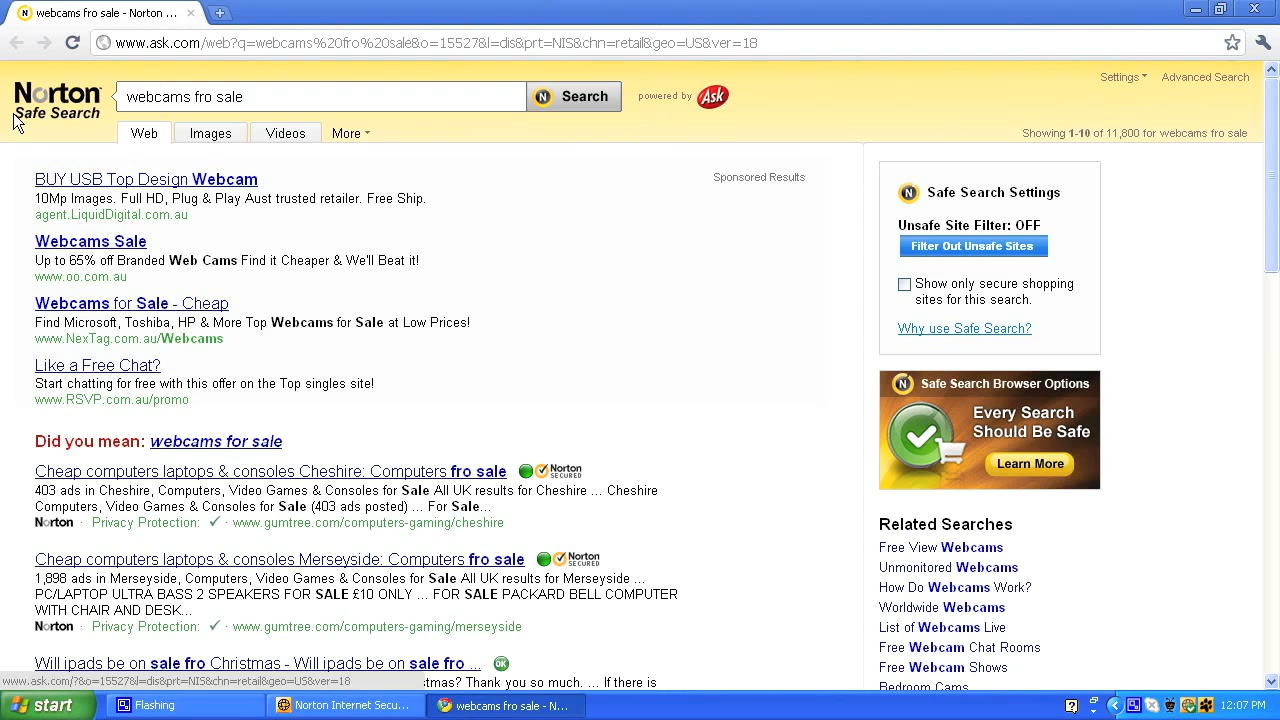 webcams fro sale - Norton ...
www.ask.com/web?q=webcams%20fro%20sale&o=15527&l=dis&prt=NIS&chn=retail&geo=US&ver=18
Settings
Advanced Search
Norton
Safe Search
webcams fro sale
N Search
powered by Ask
Web
Images
Videos
More
Showing 1-10 of 11,800 for webcams fro sale
BUY USB Top Design Webcam
Sponsored Results
10Mp Images. Full HD, Plug & Play Aust trusted retailer. Free Ship.
agent.LiquidDigital.com.au
Webcams Sale
Up to 65% off Branded Web Cams Find it Cheaper & We'll Beat it!
www.oo.com.au
Webcams for Sale - Cheap
Find Microsoft, Toshiba, HP & More Top Webcams for Sale at Low Prices!
www.NexTag.com.au/Webcams
Like a Free Chat?
Start chatting for free with this offer on the Top singles site!
www.RSVP.com.au/promo
Did you mean: webcams for sale
Cheap computers laptops & consoles Cheshire: Computers fro sale
Norton SECURED
403 ads in Cheshire, Computers, Video Games & Consoles for Sale All UK results for Cheshire ... Cheshire
Computers, Video Games & Consoles for Sale (403 ads posted) ... For Sale...
Norton · Privacy Protection: ✓ · www.gumtree.com/computers-gaming/cheshire
Cheap computers laptops & consoles Merseyside: Computers fro sale
Norton SECURED
1,898 ads in Merseyside, Computers, Video Games & Consoles for Sale All UK results for Merseyside ...
PC/LAPTOP ULTRA BASS 2 SPEAKERS FOR SALE £10 ONLY ... FOR SALE PACKARD BELL COMPUTER
WITH CHAIR AND DESK...
Norton · Privacy Protection: ✓ · www.gumtree.com/computers-gaming/merseyside
Will ipads be on sale fro Christmas - Will ipads be on sale fro ...
OK
stmas? Thank you so much. ... If there is
N Safe Search Settings
Unsafe Site Filter: OFF
Filter Out Unsafe Sites
Show only secure shopping
sites for this search.
Why use Safe Search?
N Safe Search Browser Options
Every Search
Should Be Safe
Learn More
Related Searches
Free View Webcams
Unmonitored Webcams
How Do Webcams Work?
Worldwide Webcams
List of Webcams Live
Free Webcam Chat Rooms
Free Webcam Shows
Bedroom Cams
www.ask.com/?&o=15527&l=dis&prt=NIS&chn=retail&geo=US&ver=18
start
Flashing
Norton Internet Secu...
webcams fro sale - N...
12:07 PM